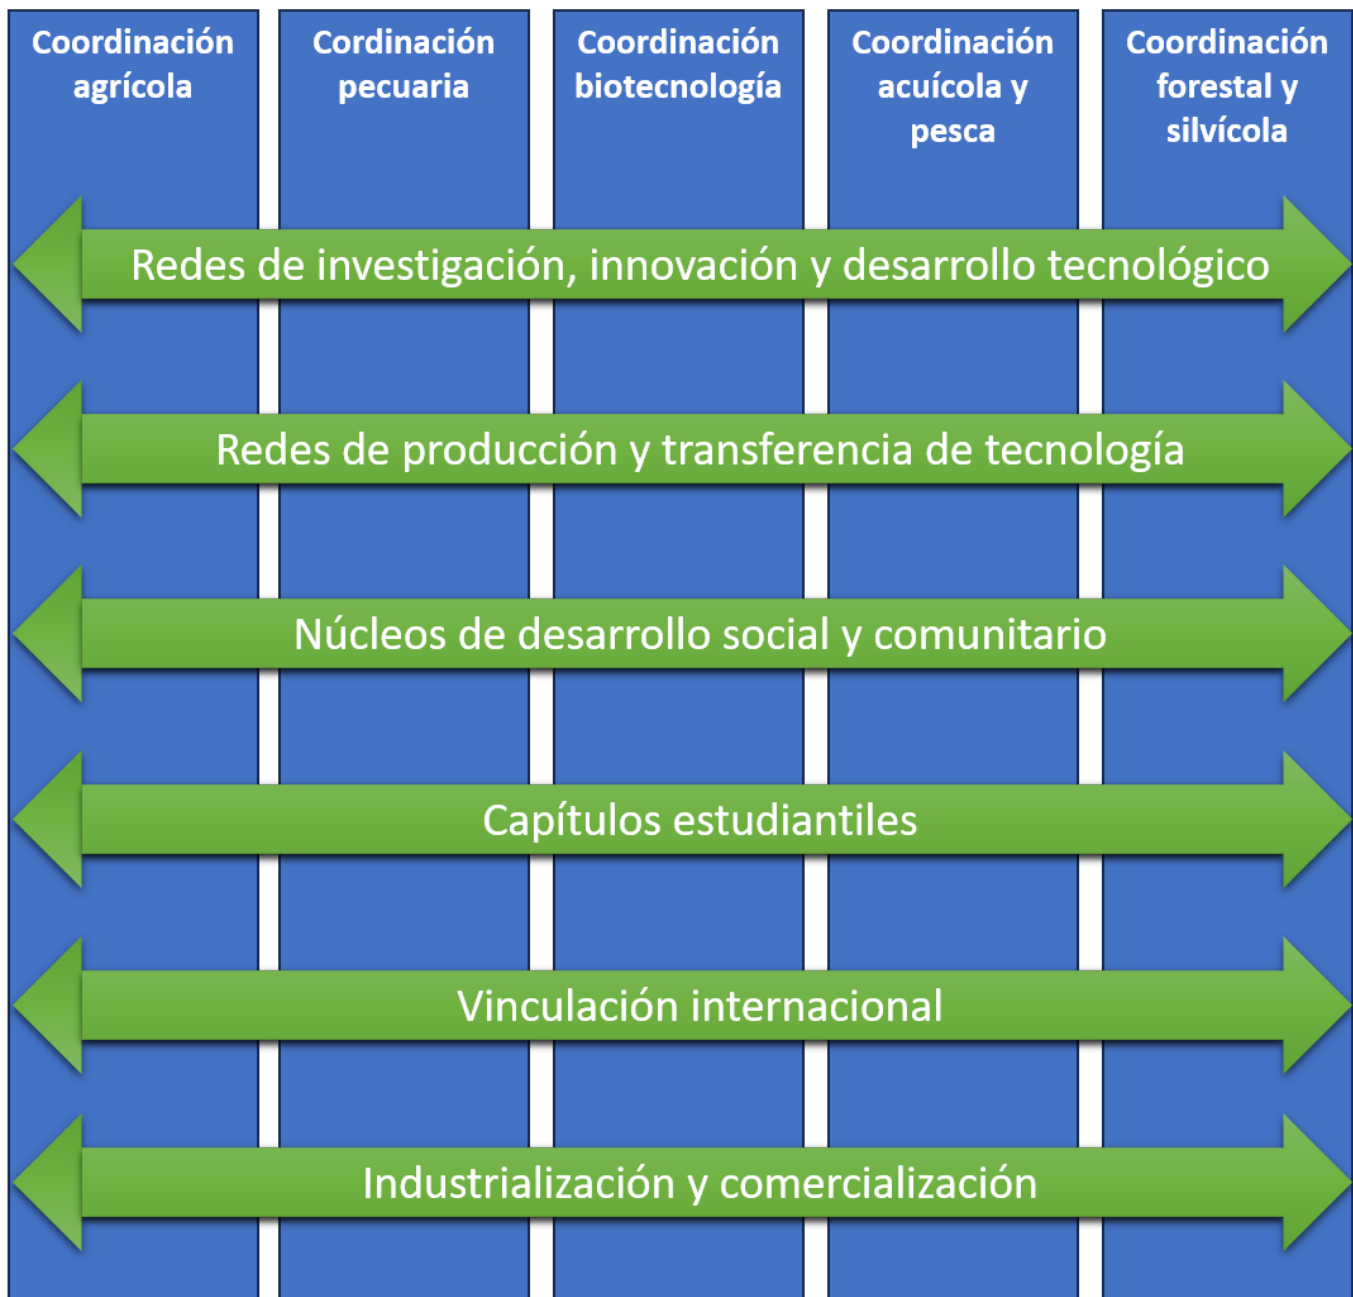 Coordinación
agrícola
Cordinación
pecuaria
Coordinación
biotecnología
Coordinación
acuícola y
pesca
Coordinación
forestal y
silvícola
Redes de investigación, innovación y desarrollo tecnológico
Redes de producción y transferencia de tecnología
Núcleos de desarrollo social y comunitario
Capítulos estudiantiles
Vinculación internacional
Industrialización y comercialización